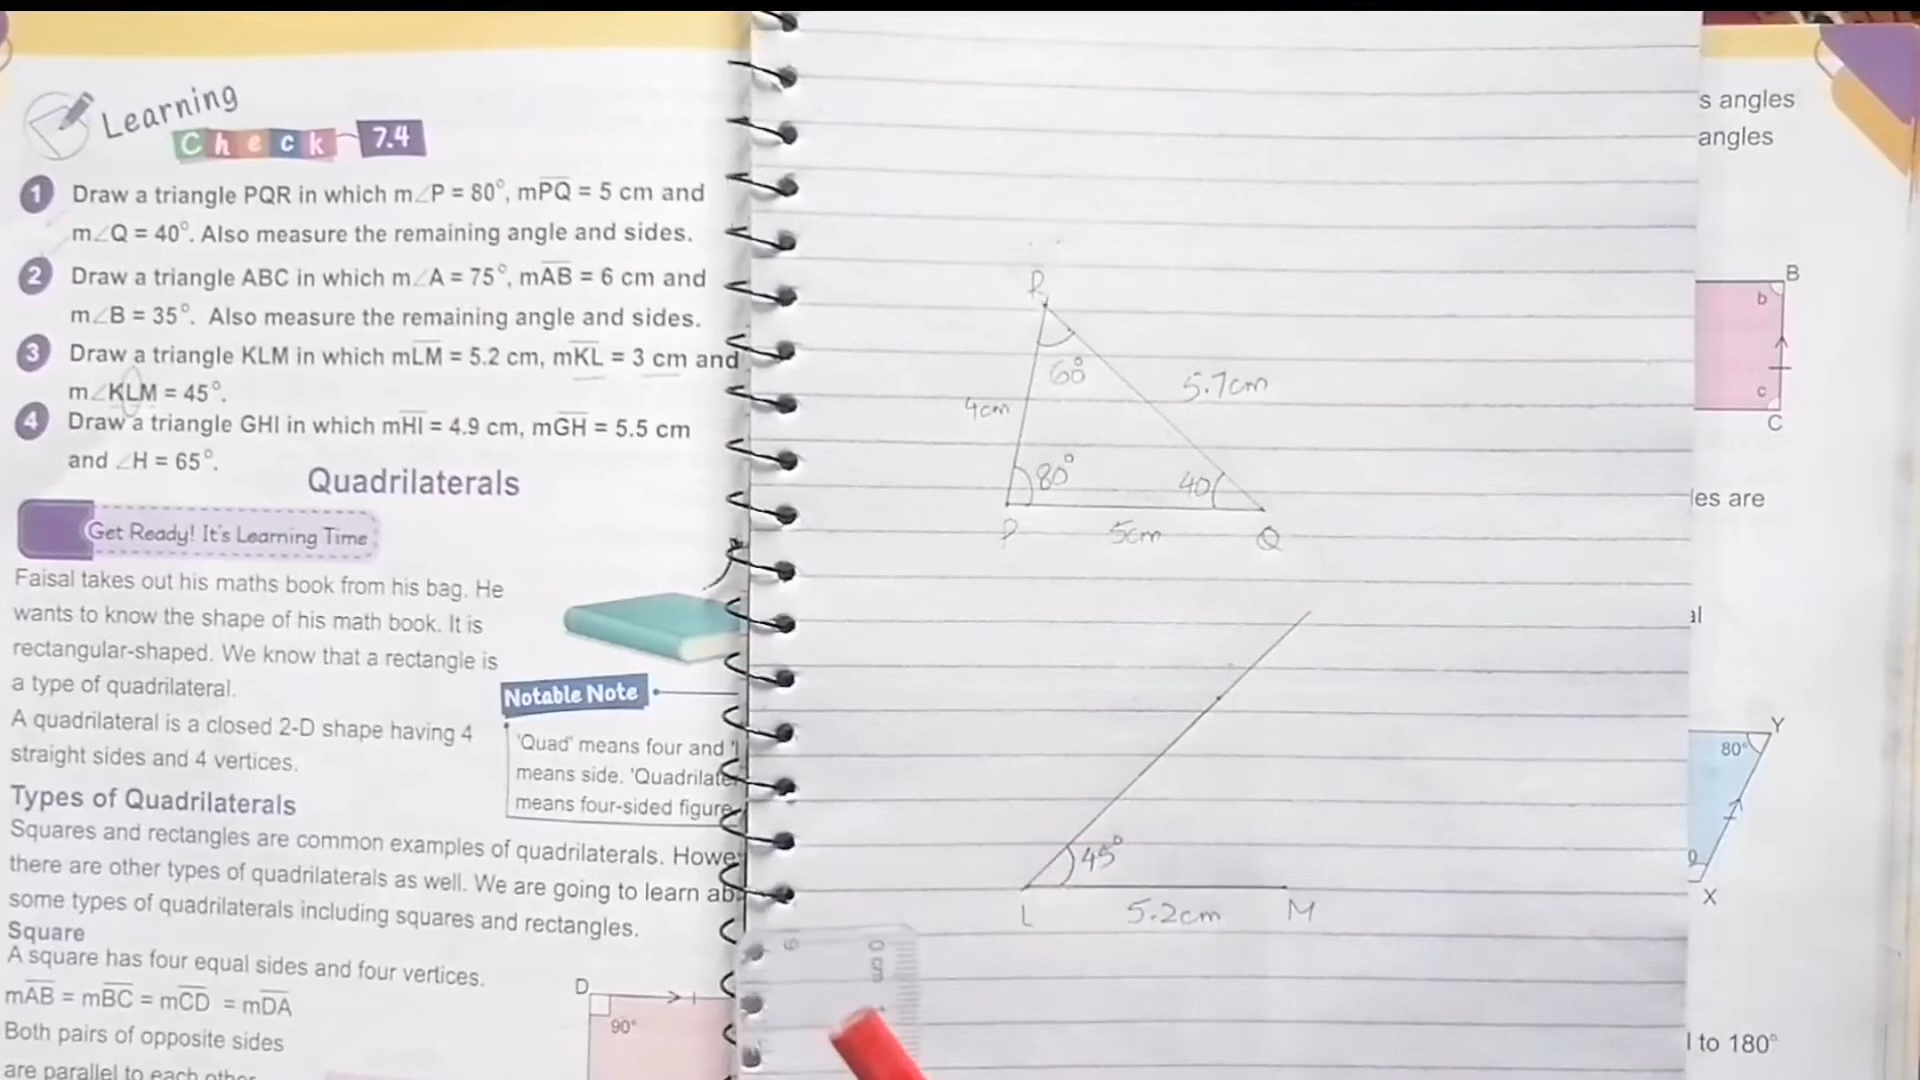 Learning
Check 7.4
1 Draw a triangle PQR in which m∠P = 80°, mPQ = 5 cm and
m∠Q = 40°. Also measure the remaining angle and sides.
2 Draw a triangle ABC in which m∠A = 75°, mAB = 6 cm and
m∠B = 35°. Also measure the remaining angle and sides.
3 Draw a triangle KLM in which mLM = 5.2 cm, mKL = 3 cm and
m∠KLM = 45°.
4 Draw a triangle GHI in which mHI = 4.9 cm, mGH = 5.5 cm
and ∠H = 65°.
Quadrilaterals
Get Ready! It's Learning Time
Faisal takes out his maths book from his bag. He
wants to know the shape of his math book. It is
rectangular-shaped. We know that a rectangle is
a type of quadrilateral.
A quadrilateral is a closed 2-D shape having 4
straight sides and 4 vertices.
Notable Note
'Quad' means four and
means side.
means four-sided figure
Types of Quadrilaterals
Squares and rectangles are common examples of quadrilaterals.
there are other types of quadrilaterals as well. We are going to learn
some types of quadrilaterals including squares and rectangles.
Square
A square has four equal sides and four vertices.
mAB = mBC = mCD = mDA
Both pairs of opposite sides
are parallel to each other
D
90°
R
60°
5.7cm
4cm
80°
40
P
5cm
Q
45°
L
5.2cm
M
s angles
angles
B
b
c
C
les are
al
Y
80°
X
l to 180°